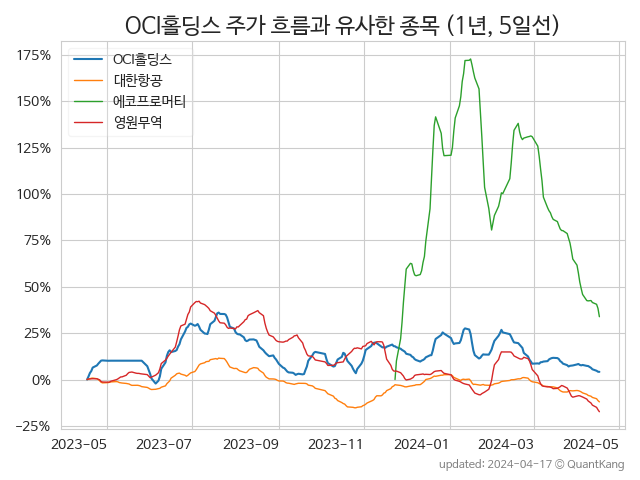 OCI홀딩스 주가 흐름과 유사한 종목 (1년, 5일선)
175%
150%
125%
100%
75%
50%
25%
0%
−25%
OCI홀딩스
대한항공
에코프로머티
영원무역
2023-05 2023-07 2023-09 2023-11 2024-01 2024-03 2024-05
updated: 2024-04-17 © QuantKang